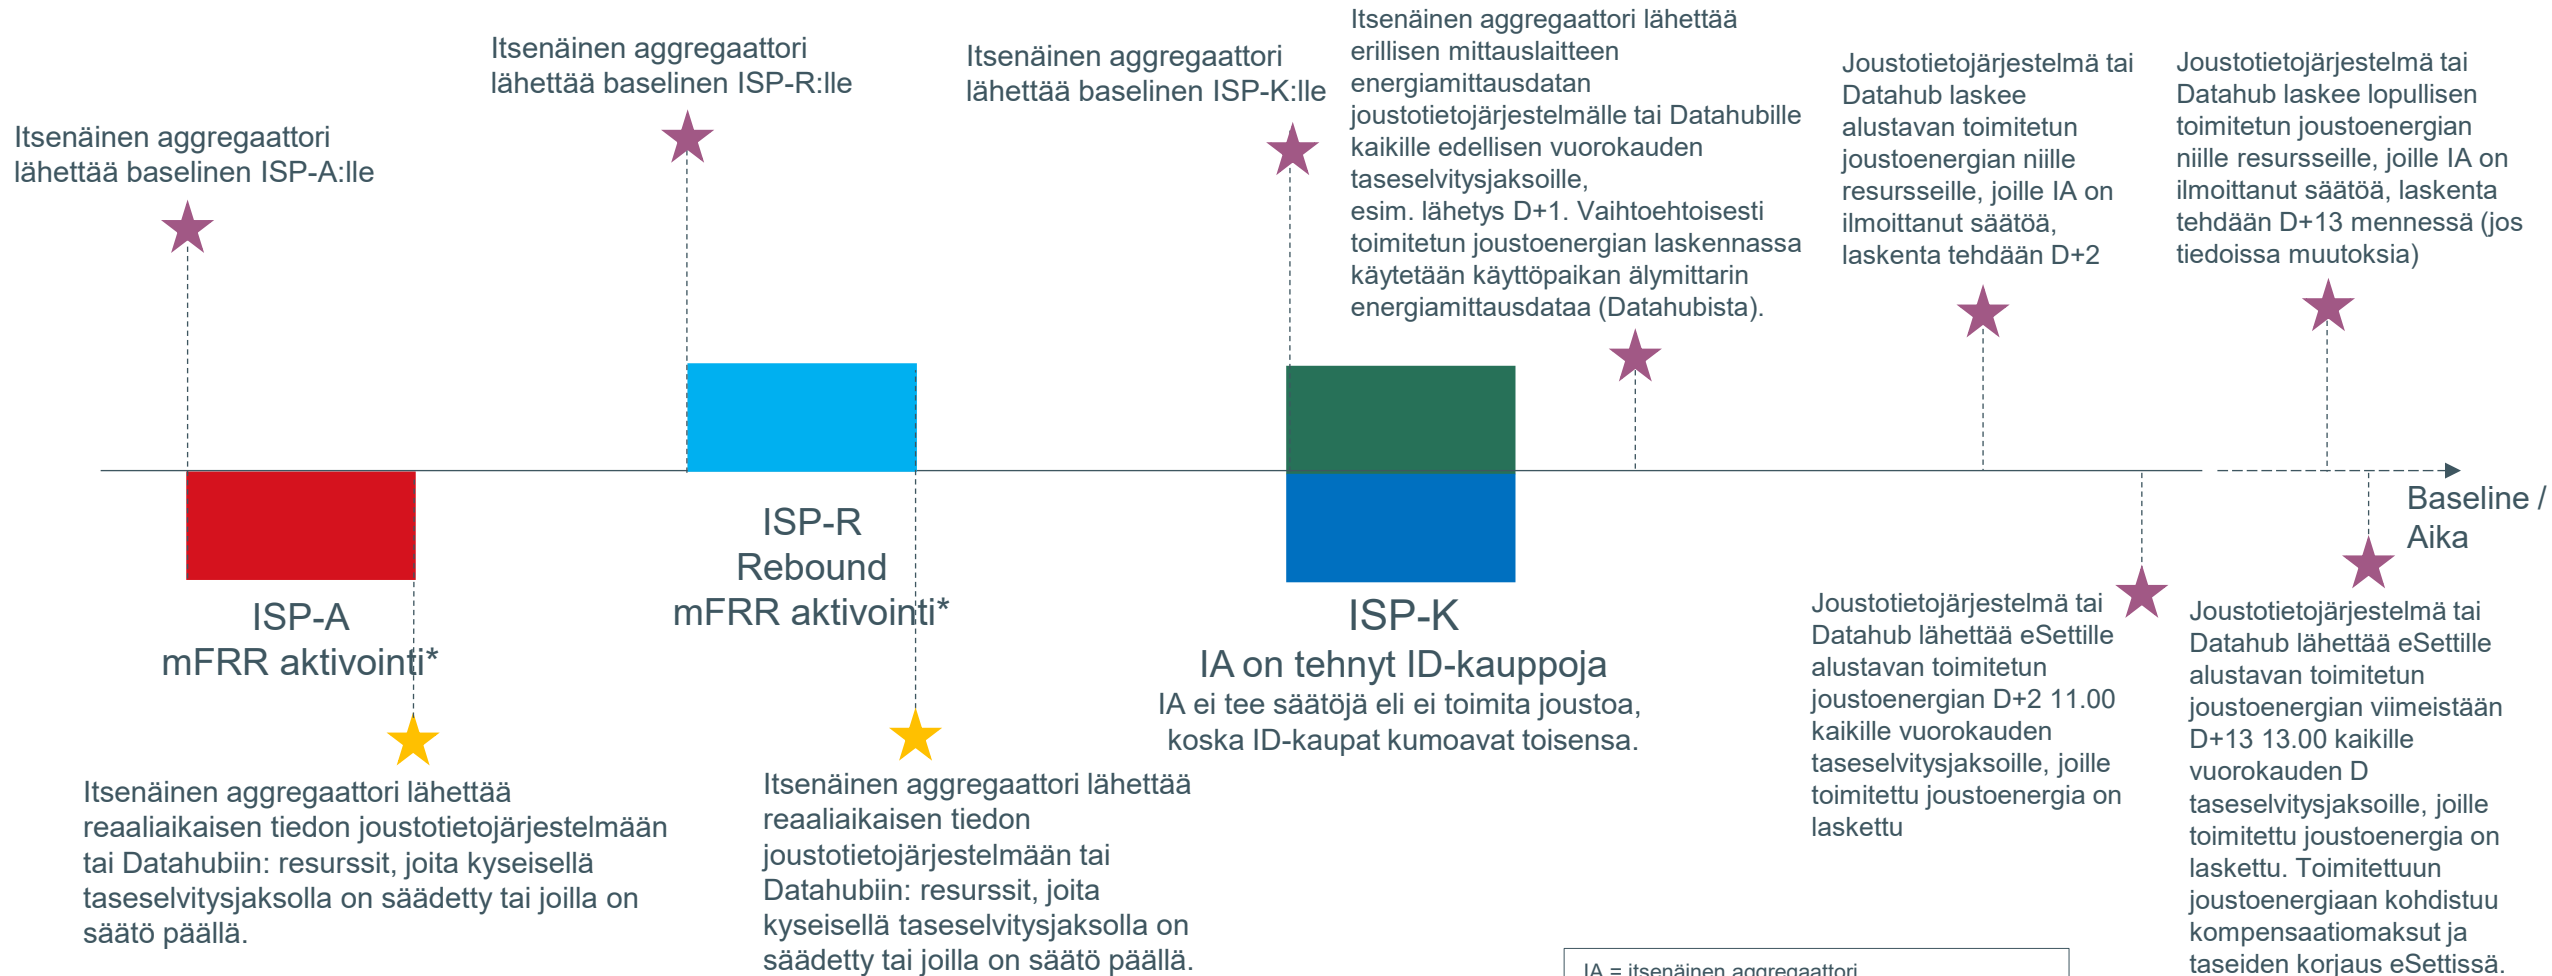 Itsenäinen aggregaattori
lähettää baselinen ISP-A:lle
Itsenäinen aggregaattori
lähettää baselinen ISP-R:lle
Itsenäinen aggregaattori
lähettää baselinen ISP-K:lle
Itsenäinen aggregaattori lähettää
erillisen mittauslaitteen
energiamittausdatan
joustotietojärjestelmälle tai Datahubille
kaikille edellisen vuorokauden
taseselvitysjaksoille,
esim. lähetys D+1. Vaihtoehtoisesti
toimitetun joustoenergian laskennassa
käytetään käyttöpaikan älymittarin
energiamittausdataa (Datahubista).
Joustotietojärjestelmä tai
Datahub laskee
alustavan toimitetun
joustoenergian niille
resursseille, joille IA on
ilmoittanut säätöä,
laskenta tehdään D+2
Joustotietojärjestelmä tai
Datahub laskee lopullisen
toimitetun joustoenergian
niille resursseille, joille IA on
ilmoittanut säätöä, laskenta
tehdään D+13 mennessä (jos
tiedoissa muutoksia)
Baseline /
Aika
ISP-A
mFRR aktivointi*
ISP-R
Rebound
mFRR aktivointi*
ISP-K
IA on tehnyt ID-kauppoja
IA ei tee säätöjä eli ei toimita joustoa,
koska ID-kaupat kumoavat toisensa.
Itsenäinen aggregaattori lähettää
reaaliaikaisen tiedon joustotietojärjestelmään
tai Datahubiin: resurssit, joita kyseisellä
taseselvitysjaksolla on säädetty tai joilla on
säätö päällä.
Itsenäinen aggregaattori lähettää
reaaliaikaisen tiedon
joustotietojärjestelmään tai
Datahubiin: resurssit, joita
kyseisellä taseselvitysjaksolla on
säädetty tai joilla on säätö päällä.
Joustotietojärjestelmä tai
Datahub lähettää eSettille
alustavan toimitetun
joustoenergian D+2 11.00
kaikille vuorokauden
taseselvitysjaksoille, joille
toimitettu joustoenergia on
laskettu
Joustotietojärjestelmä tai
Datahub lähettää eSettille
alustavan toimitetun
joustoenergian viimeistään
D+13 13.00 kaikille
vuorokauden D
taseselvitysjaksoille, joille
toimitettu joustoenergia on
laskettu. Toimitettuun
joustoenergiaan kohdistuu
kompensaatiomaksut ja
taseiden korjaus eSettissä.
IA = itsenäinen aggregaattori